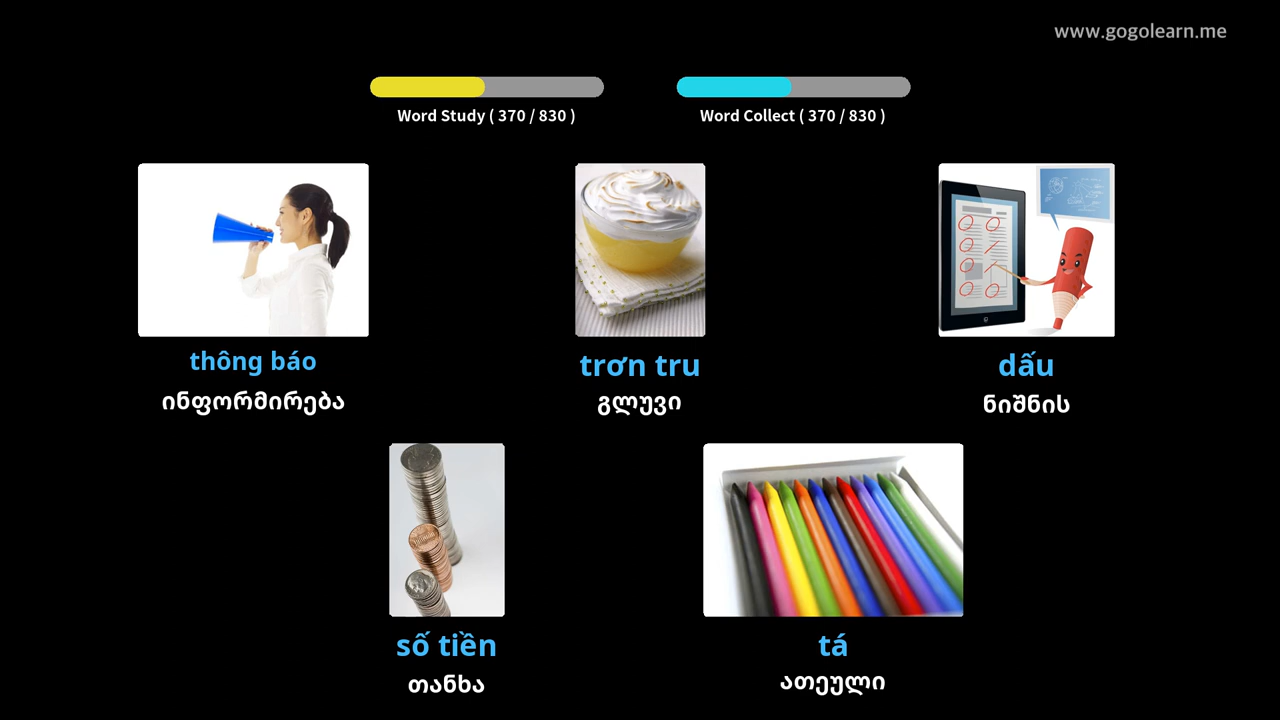 www.gogolearn.me
Word Study ( 370 / 830 )
Word Collect ( 370 / 830 )
thông báo
ინფორმირება
trơn tru
გლუვი
dấu
ნიშნის
số tiền
თანხა
tá
ათეული